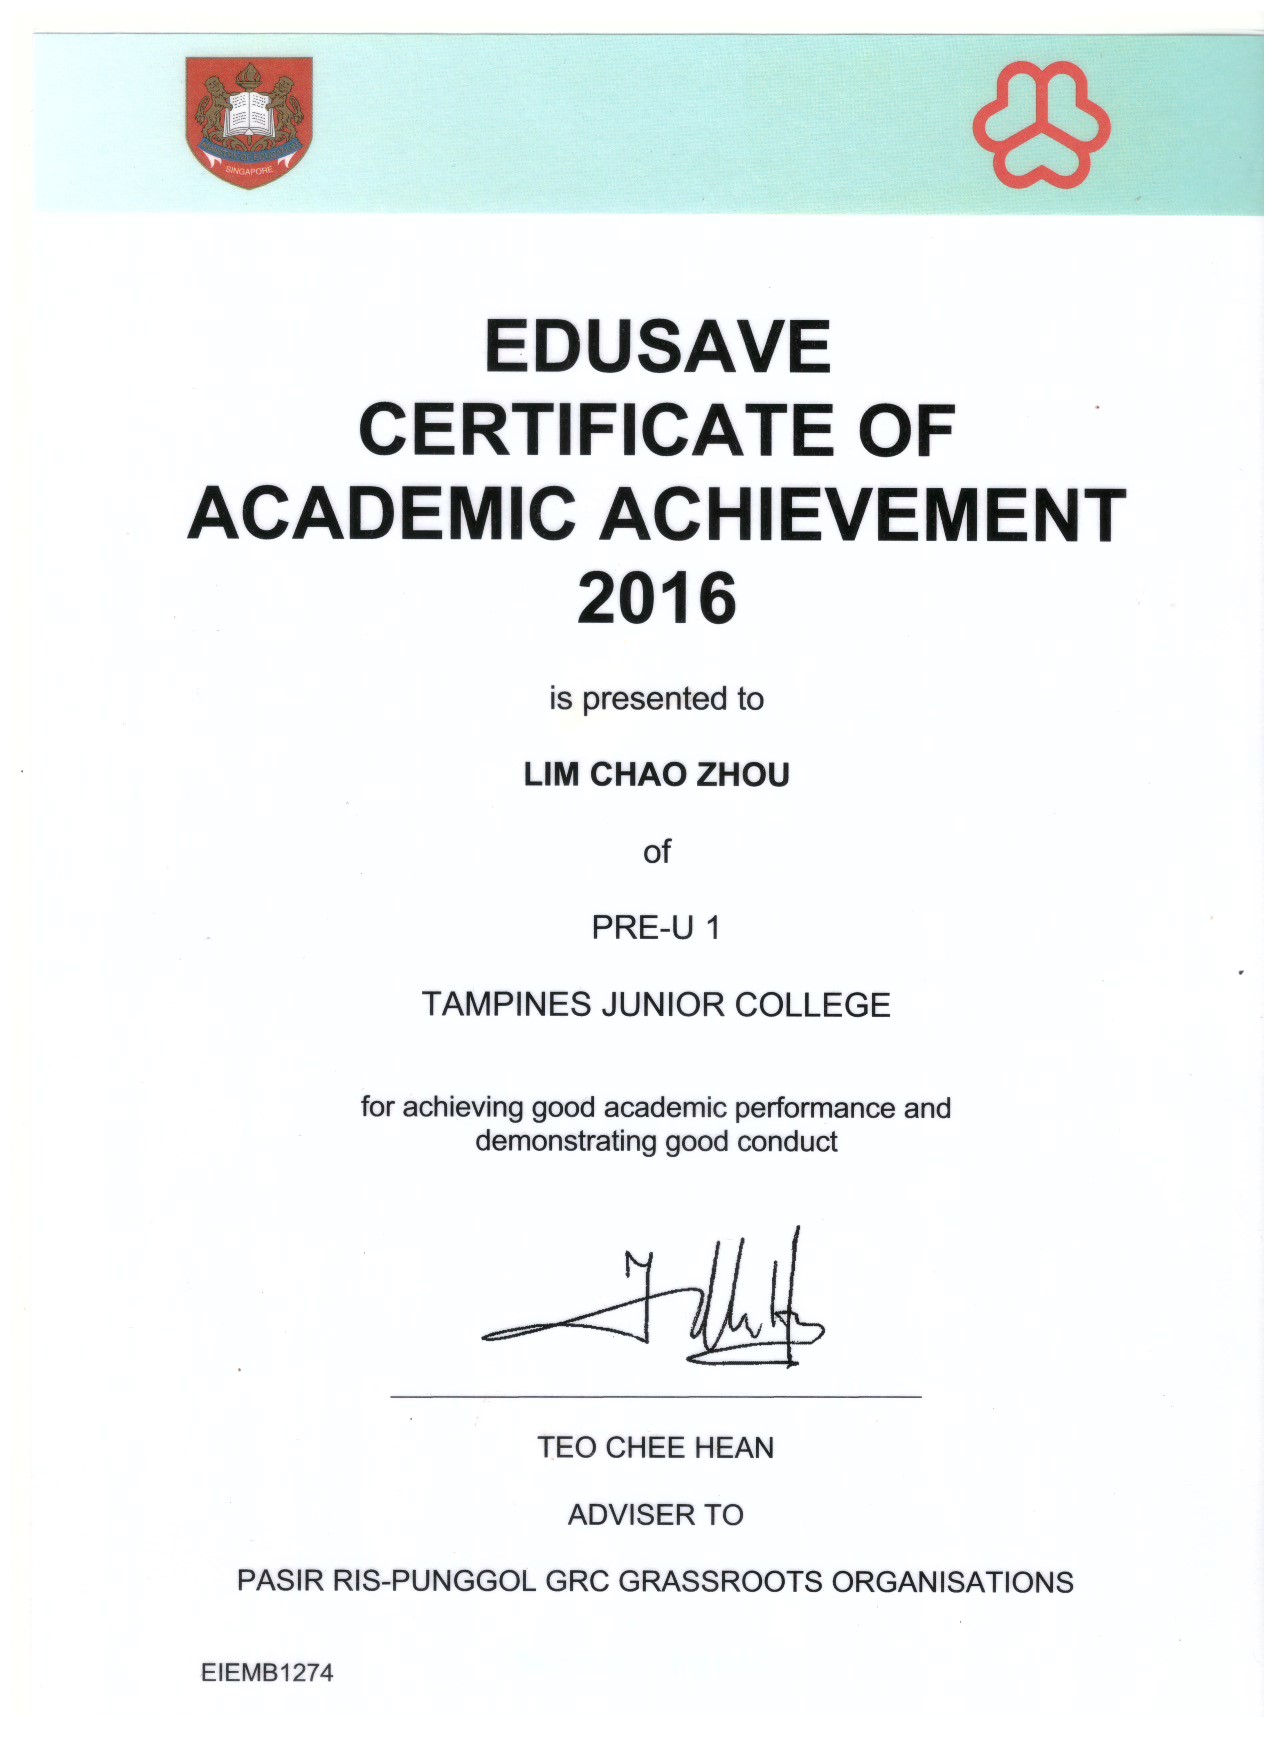 SINGAPORE
EDUSAVE
CERTIFICATE OF
ACADEMIC ACHIEVEMENT
2016
is presented to
LIM CHAO ZHOU
of
PRE-U 1
TAMPINES JUNIOR COLLEGE
for achieving good academic performance and
demonstrating good conduct
TEO CHEE HEAN
ADVISER TO
PASIR RIS-PUNGGOL GRC GRASSROOTS ORGANISATIONS
EIEMB1274